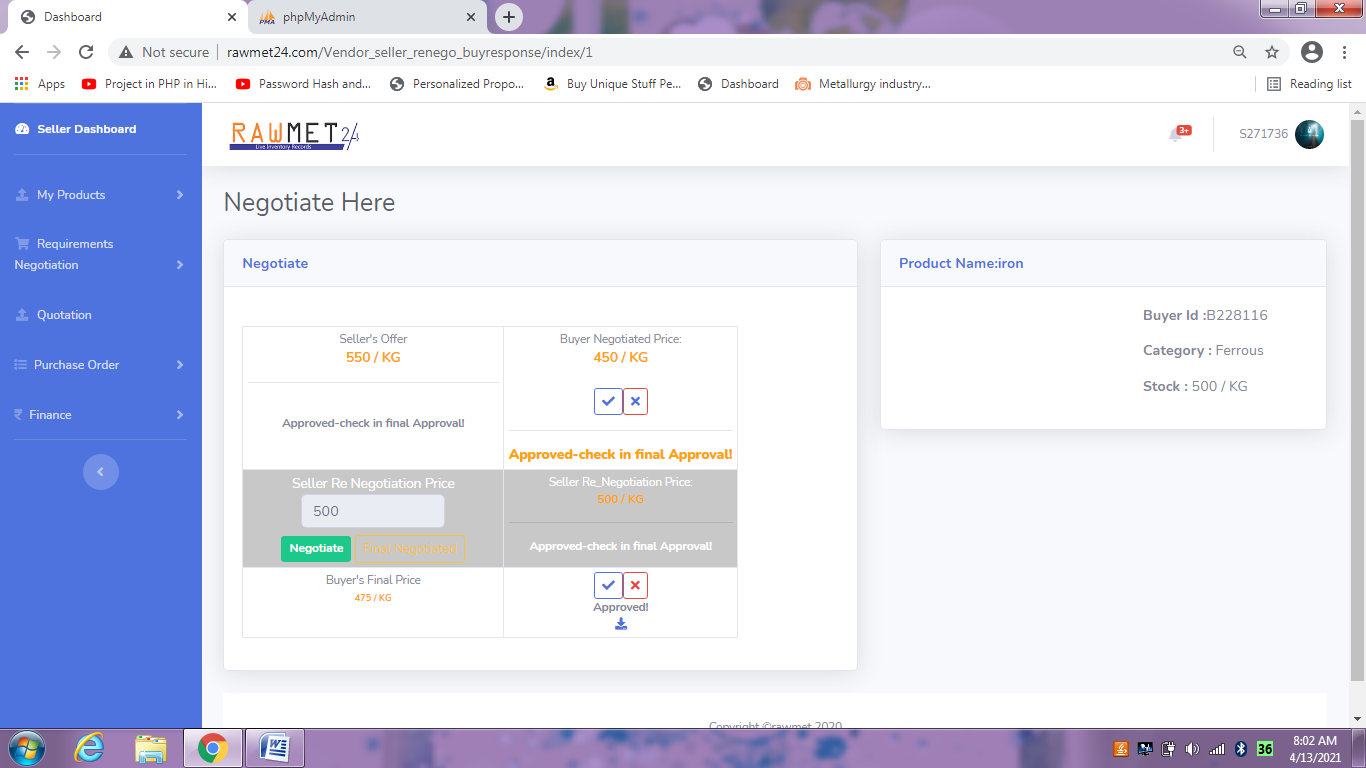 Dashboard
phpMyAdmin
Not secure | rawmet24.com/Vendor_seller_renego_buyresponse/index/1
Apps
Project in PHP in Hi...
Password Hash and...
Personalized Propo...
Buy Unique Stuff Pe...
Dashboard
Metallurgy industry...
Reading list
Seller Dashboard
My Products
Requirements
Negotiation
Quotation
Purchase Order
Finance
RAWMET24
Live Inventory Records
3+
S271736
Negotiate Here
Negotiate
Seller's Offer
550 / KG
Approved-check in final Approval!
Buyer Negotiated Price:
450 / KG
Approved-check in final Approval!
Seller Re Negotiation Price
500
Negotiate
Final Negotiated
Seller Re_Negotiation Price:
500 / KG
Approved-check in final Approval!
Buyer's Final Price
475 / KG
Approved!
Product Name:iron
Buyer Id :B228116
Category : Ferrous
Stock : 500 / KG
Copyright ©rawmet 2020
36
8:02 AM
4/13/2021